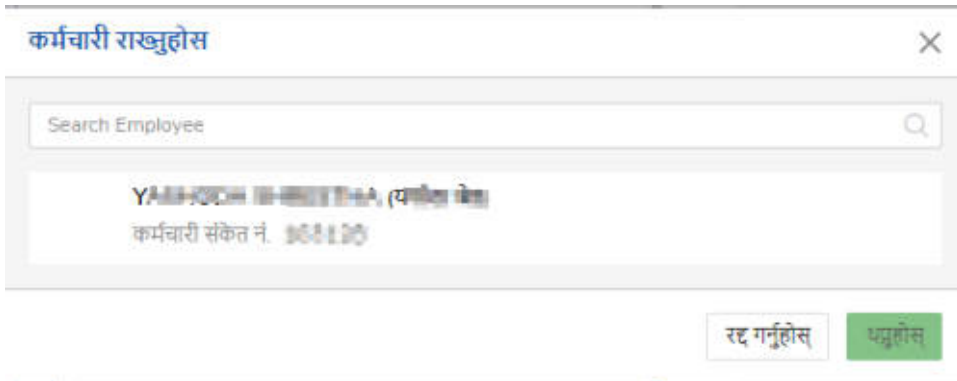 कर्मचारी राख्नुहोस
Search Employee
कर्मचारी संकेत नं.
रद्द गर्नुहोस्
थप्नुहोस्